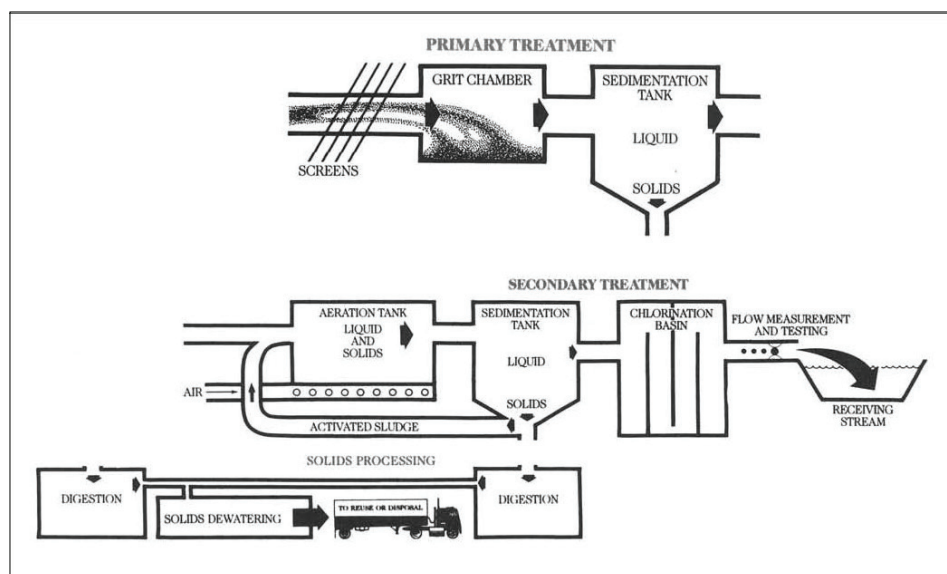 PRIMARY TREATMENT
GRIT CHAMBER
SEDIMENTATION
TANK
LIQUID
SCREENS
SOLIDS
SECONDARY TREATMENT
AERATION TANK
LIQUID
AND
SOLIDS
SEDIMENTATION
TANK
LIQUID
SOLIDS
CHLORINATION
BASIN
FLOW MEASUREMENT
AND TESTING
AIR
ACTIVATED SLUDGE
RECEIVING
STREAM
SOLIDS PROCESSING
DIGESTION
SOLIDS DEWATERING
TO REUSE OR DISPOSAL
DIGESTION